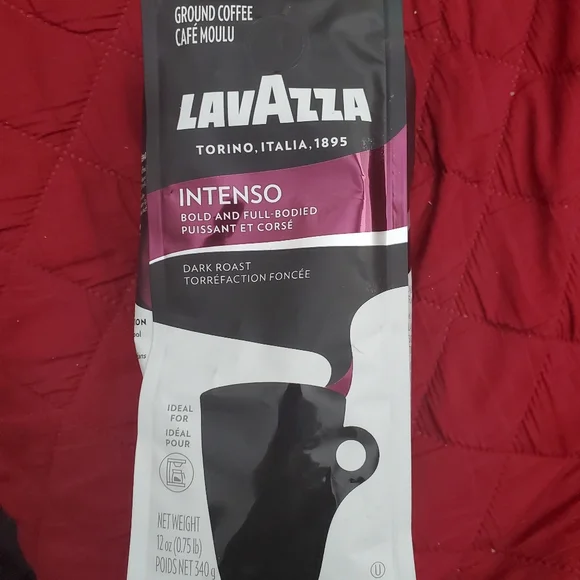 GROUND COFFEE
CAFÉ MOULU
LAVAZZA
TORINO, ITALIA, 1895
INTENSO
BOLD AND FULL-BODIED
PUISSANT ET CORSÉ
DARK ROAST
TORRÉFACTION FONCÉE
IDEAL
FOR
IDÉAL
POUR
NET WEIGHT
12 oz (0.75 lb)
POIDS NET 340g
U